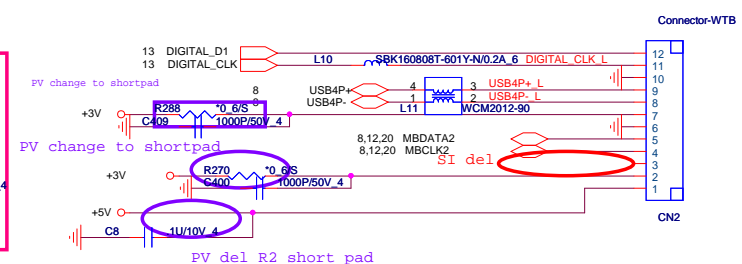 Connector-WTB
13 DIGITAL_D1
13 DIGITAL_CLK
L10 SBK160808T-601Y-N/0.2A_6 DIGITAL_CLK_L
PV change to shortpad
8 USB4P+ 4 3 USB4P+_L
8 USB4P- 1 2 USB4P-_L
L11 WCM2012-90
+3V R288 *0_6/S
C409 1000P/50V_4
PV change to shortpad
8,12,20 MBDATA2
8,12,20 MBCLK2
SI del
+3V R270 *0_6/S
C400 1000P/50V_4
+5V
C8 .1U/10V_4
PV del R2 short pad
12
11
10
9
8
7
6
5
4
3
2
1
CN2
4